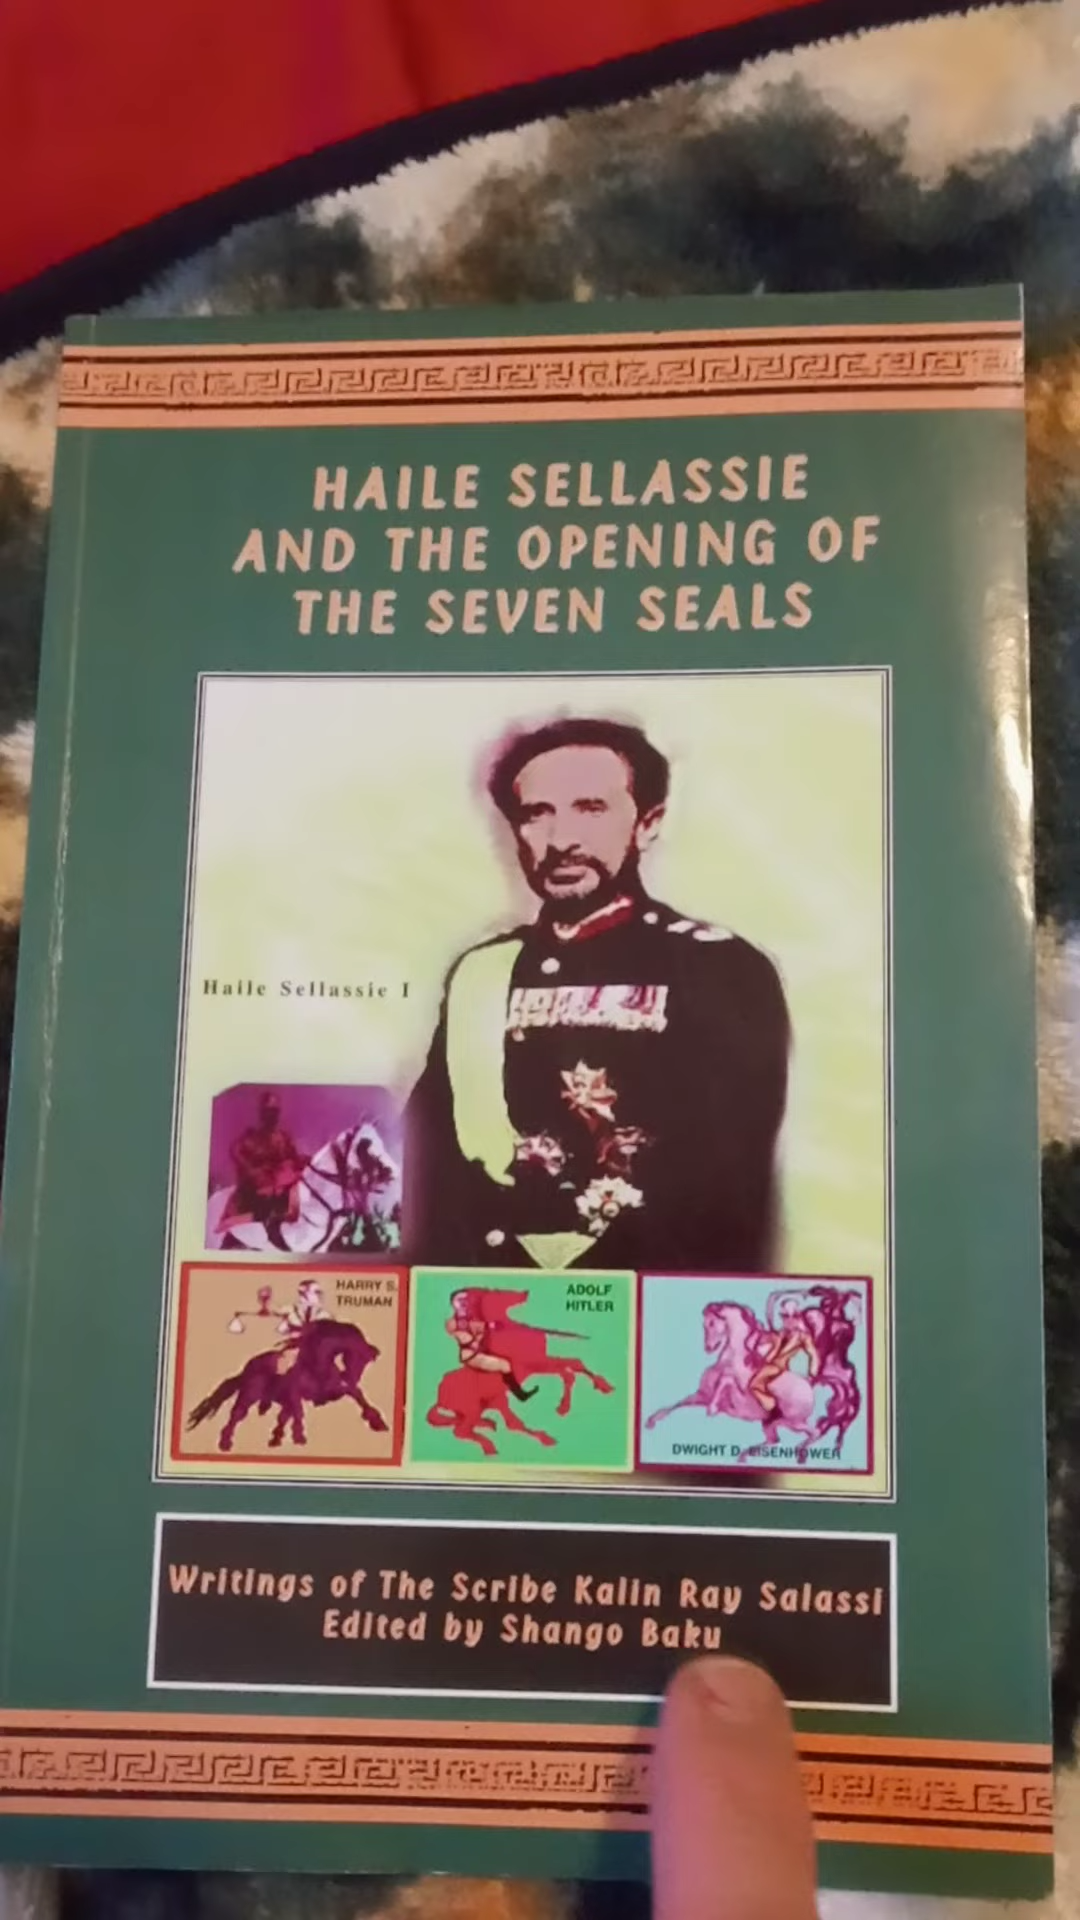 HAILE SELLASSIE
AND THE OPENING OF
THE SEVEN SEALS
Haile Sellassie I
HARRY S.
TRUMAN
ADOLF
HITLER
DWIGHT D. EISENHOWER
Writings of The Scribe Kalin Ray Salassi
Edited by Shango Baku